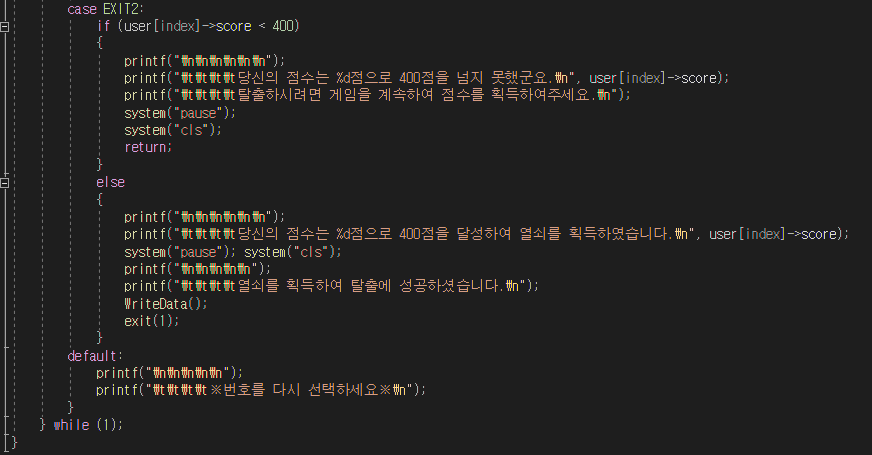 case EXIT2:
if (user[index]->score < 400)
{
printf("₩n₩n₩n₩n₩n₩n");
printf("₩t₩t₩t₩t당신의 점수는 %d점으로 400점을 넘지 못했군요.₩n", user[index]->score);
printf("₩t₩t₩t₩t탈출하시려면 게임을 계속하여 점수를 획득하여주세요.₩n");
system("pause");
system("cls");
return;
}
else
{
printf("₩n₩n₩n₩n₩n₩n");
printf("₩t₩t₩t₩t당신의 점수는 %d점으로 400점을 달성하여 열쇠를 획득하였습니다.₩n", user[index]->score);
system("pause"); system("cls");
printf("₩n₩n₩n₩n₩n");
printf("₩t₩t₩t₩t열쇠를 획득하여 탈출에 성공하셨습니다.₩n");
WriteData();
exit(1);
}
default:
printf("₩n₩n₩n₩n₩n");
printf("₩t₩t₩t₩t※번호를 다시 선택하세요※₩n");
}
} while (1);
}